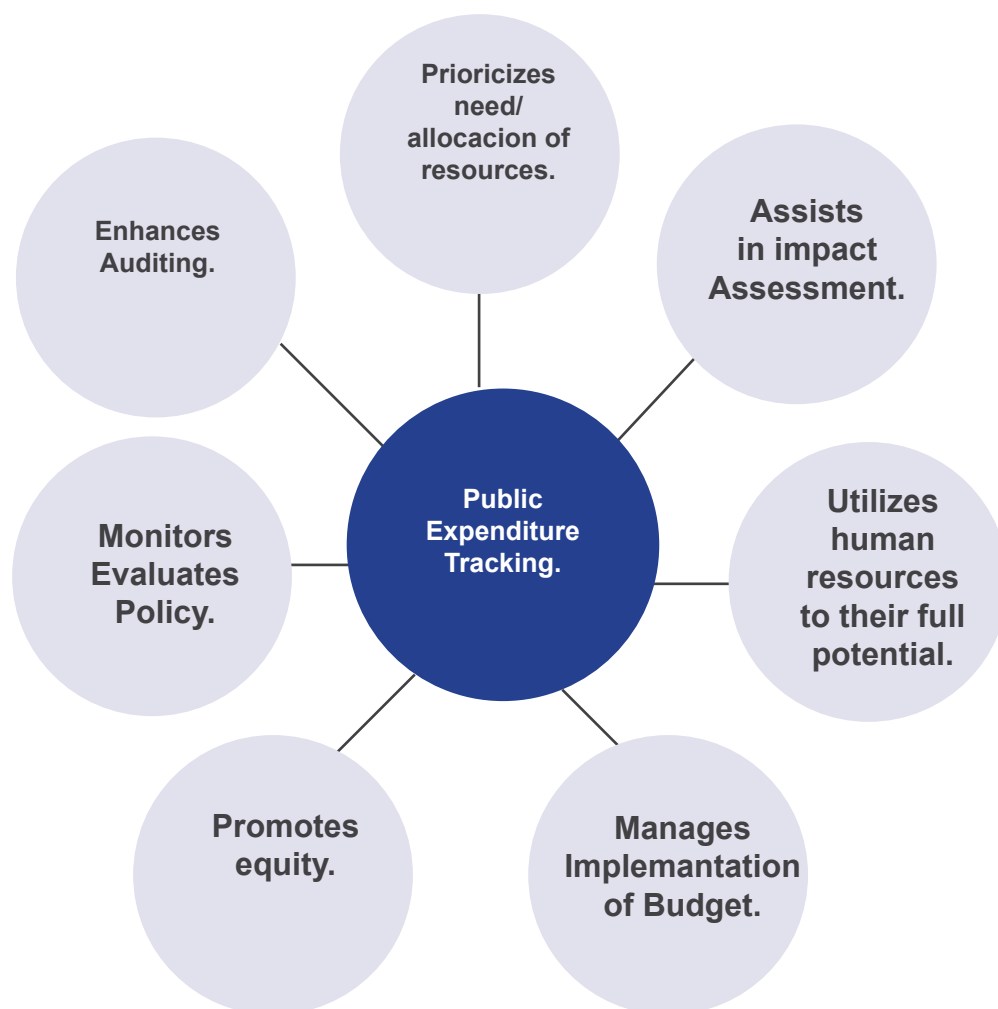 Prioricizes
need/
allocacion of
resources.
Assists
in impact
Assessment.
Enhances
Auditing.
Public
Expenditure
Tracking.
Utilizes
human
resources
to their full
potential.
Monitors
Evaluates
Policy.
Promotes
equity.
Manages
Implemantation
of Budget.